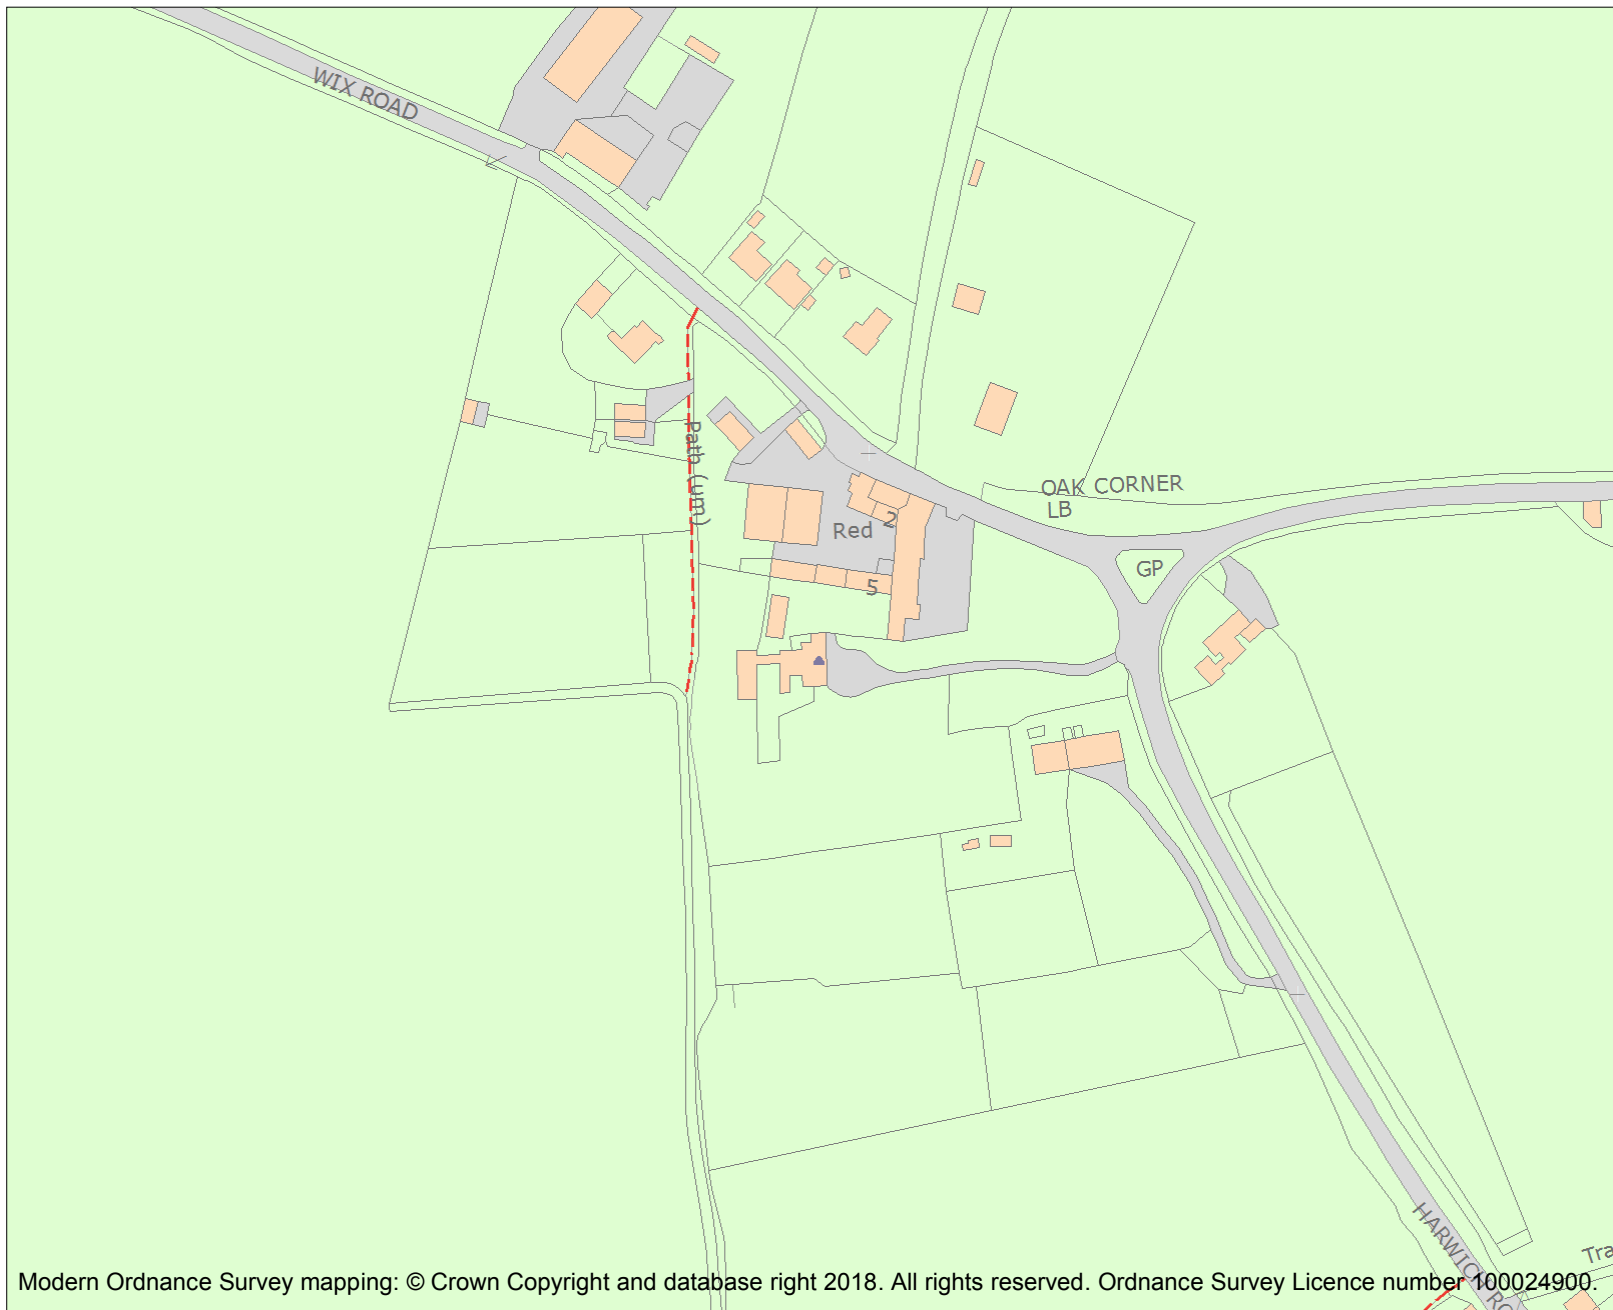 WIX ROAD
Path (um)
OAK CORNER
LB
2
Red
GP
5
HARWICH RO
Tra
Modern Ordnance Survey mapping: © Crown Copyright and database right 2018. All rights reserved. Ordnance Survey Licence number 100024900.